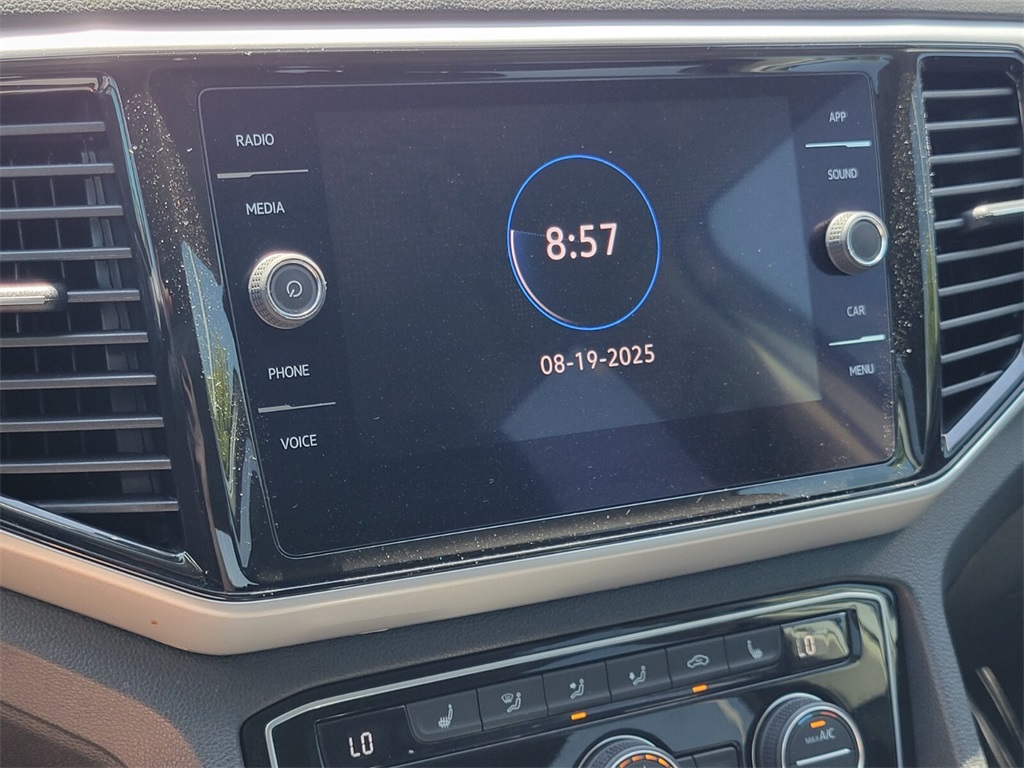 RADIO
MEDIA
PHONE
VOICE
8:57
08-19-2025
APP
SOUND
CAR
MENU
LO
LO
MAX A/C